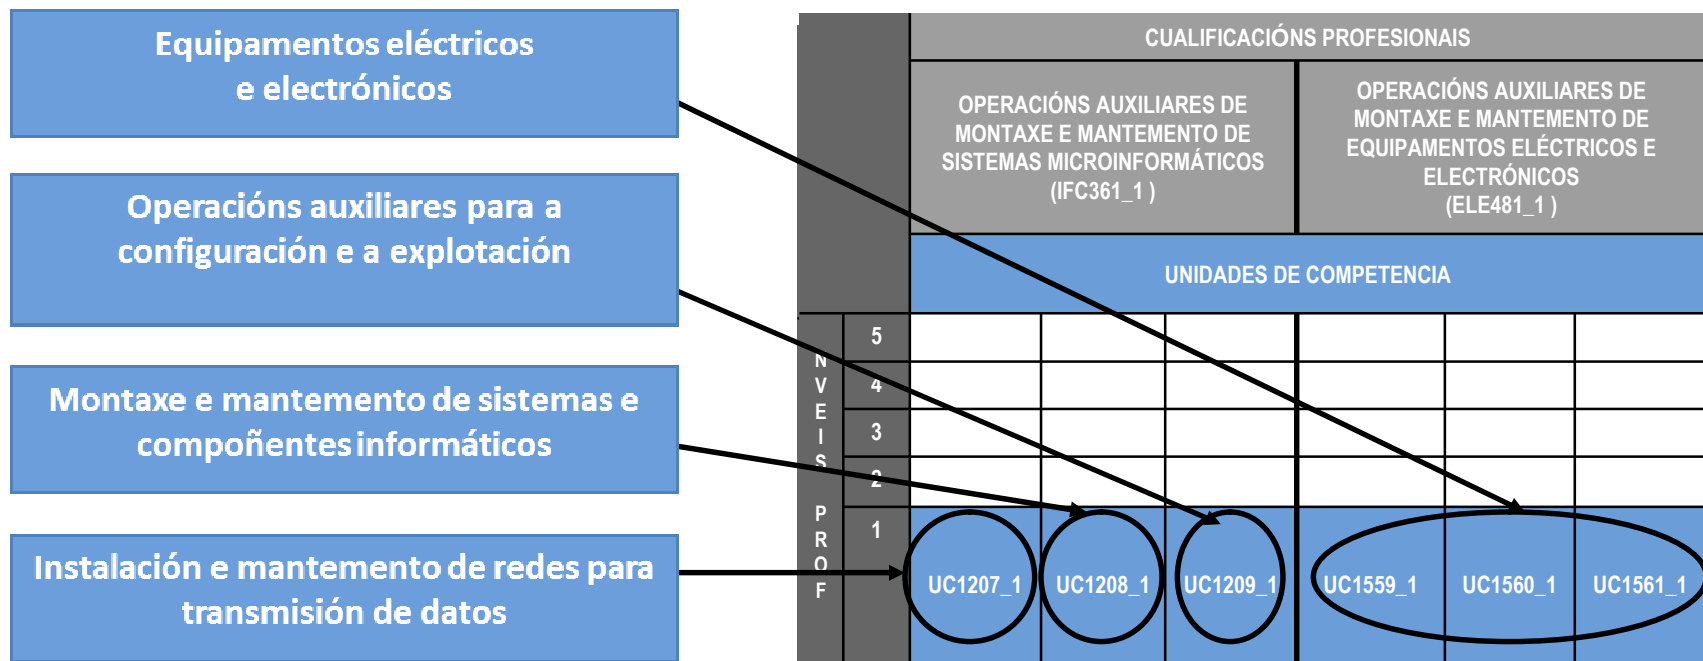 Equipamentos eléctricos
e electrónicos
Operacións auxiliares para a
configuración e a explotación
Montaxe e mantemento de sistemas e
compoñentes informáticos
Instalación e mantemento de redes para
transmisión de datos
CUALIFICACIÓNS PROFESIONAIS
OPERACIÓNS AUXILIARES DE
MONTAXE E MANTEMENTO DE
SISTEMAS MICROINFORMÁTICOS
(IFC361_1 )
OPERACIÓNS AUXILIARES DE
MONTAXE E MANTEMENTO DE
EQUIPAMENTOS ELÉCTRICOS E
ELECTRÓNICOS
(ELE481_1 )
UNIDADES DE COMPETENCIA
N
V
E
I
S
P
R
O
F
5
4
3
2
1
UC1207_1 UC1208_1 UC1209_1 UC1559_1 UC1560_1 UC1561_1